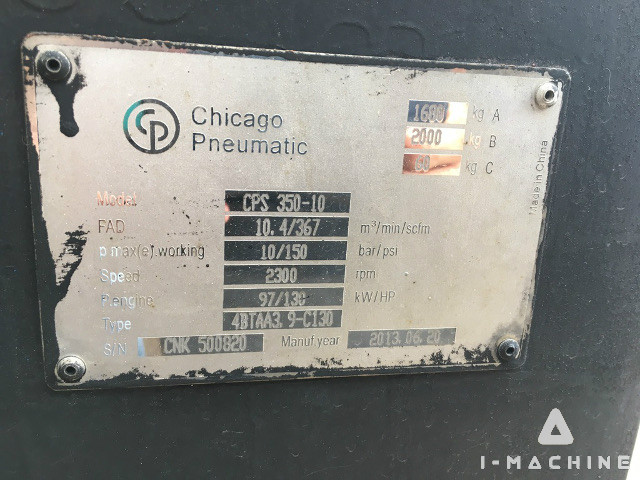 CP Chicago Pneumatic
1680 kg A
2000 kg B
kg C
Made in China
Model CPS 350-10
FAD 10.4/367 m³/min/scfm
p max(e).working 10/150 bar/psi
Speed 2300 rpm
P.engine 97/130 kW/HP
Type 4BTAA3.9-C130
S/N CNK 500820 Manuf.year 2013.06.20
I-MACHINE